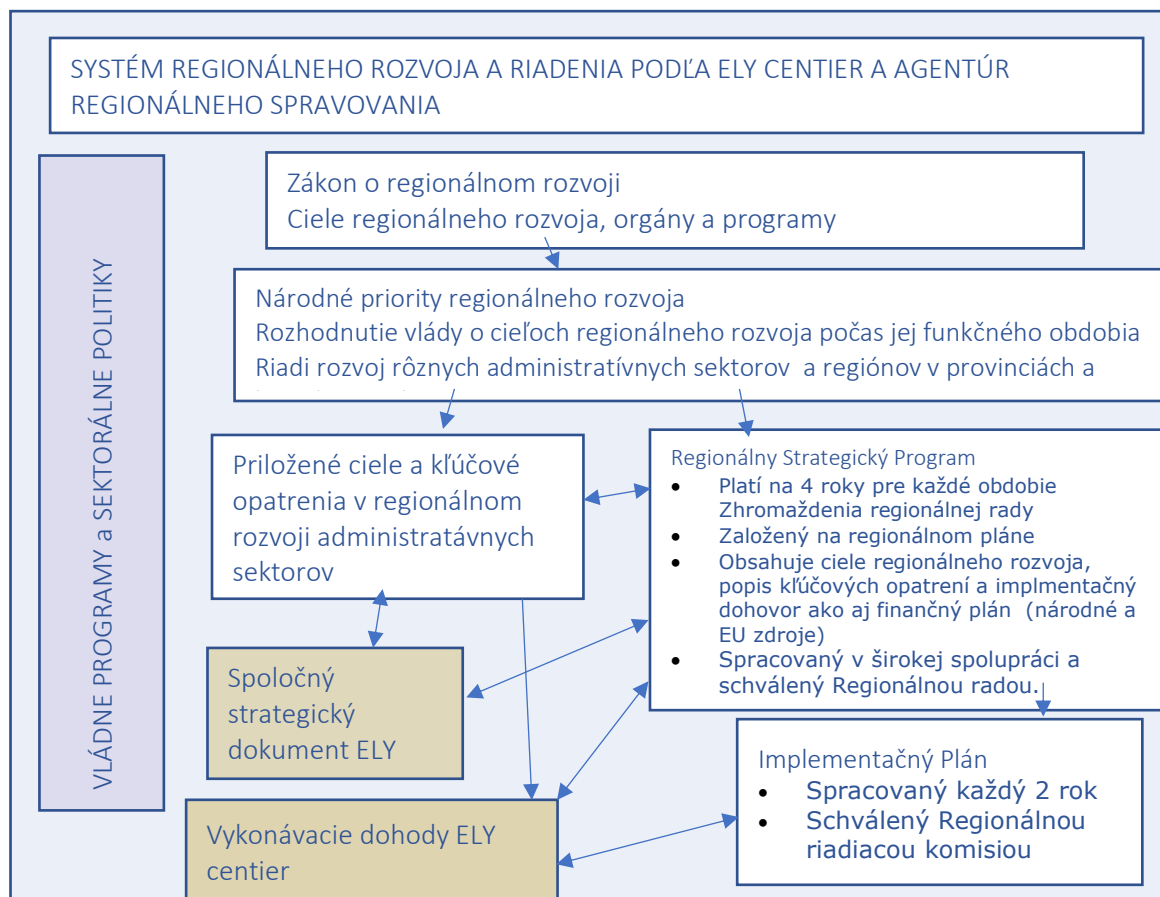 SYSTÉM REGIONÁLNEHO ROZVOJA A RIADENIA PODĽA ELY CENTIER A AGENTÚR
REGIONÁLNEHO SPRAVOVANIA
VLÁDNE PROGRAMY a SEKTORÁLNE POLITIKY
Zákon o regionálnom rozvoji
Ciele regionálneho rozvoja, orgány a programy
Národné priority regionálneho rozvoja
Rozhodnutie vlády o cieľoch regionálneho rozvoja počas jej funkčného obdobia
Riadi rozvoj rôznych administratívnych sektorov a regiónov v provinciách a
Priložené ciele a kľúčové
opatrenia v regionálnom
rozvoji administratávnych
sektorov
Regionálny Strategický Program
• Platí na 4 roky pre každé obdobie
Zhromaždenia regionálnej rady
• Založený na regionálnom pláne
• Obsahuje ciele regionálneho rozvoja,
popis kľúčových opatrení a implmentačný
dohovor ako aj finančný plán (národné a
EU zdroje)
• Spracovaný v širokej spolupráci a
schválený Regionálnou radou.
Spoločný
strategický
dokument ELY
Implementačný Plán
• Spracovaný každý 2 rok
• Schválený Regionálnou
riadiacou komisiou
Vykonávacie dohody ELY
centier